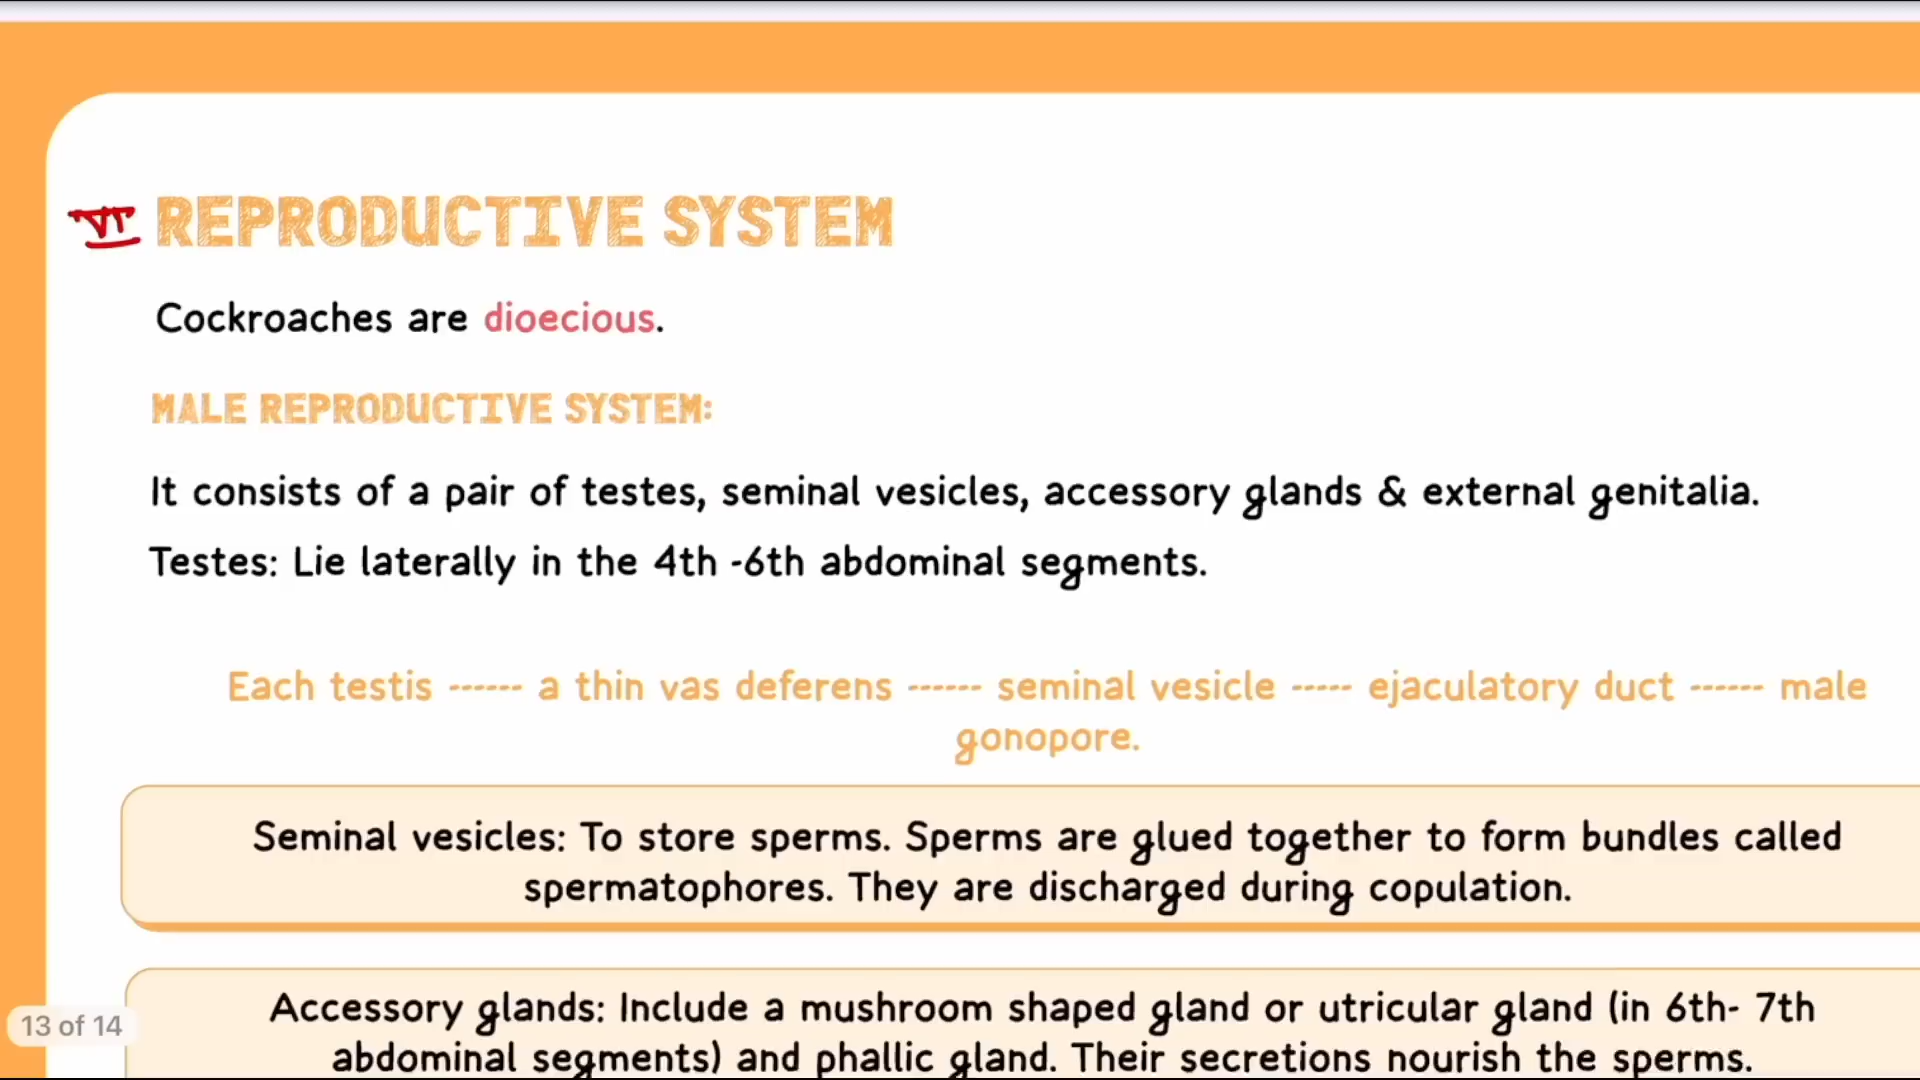 VI REPRODUCTIVE SYSTEM
Cockroaches are dioecious.
MALE REPRODUCTIVE SYSTEM:
It consists of a pair of testes, seminal vesicles, accessory glands & external genitalia.
Testes: Lie laterally in the 4th -6th abdominal segments.
Each testis ------ a thin vas deferens ------ seminal vesicle ----- ejaculatory duct ------ male
gonopore.
Seminal vesicles: To store sperms. Sperms are glued together to form bundles called
spermatophores. They are discharged during copulation.
Accessory glands: Include a mushroom shaped gland or utricular gland (in 6th- 7th
13 of 14
abdominal segments) and phallic gland. Their secretions nourish the sperms.